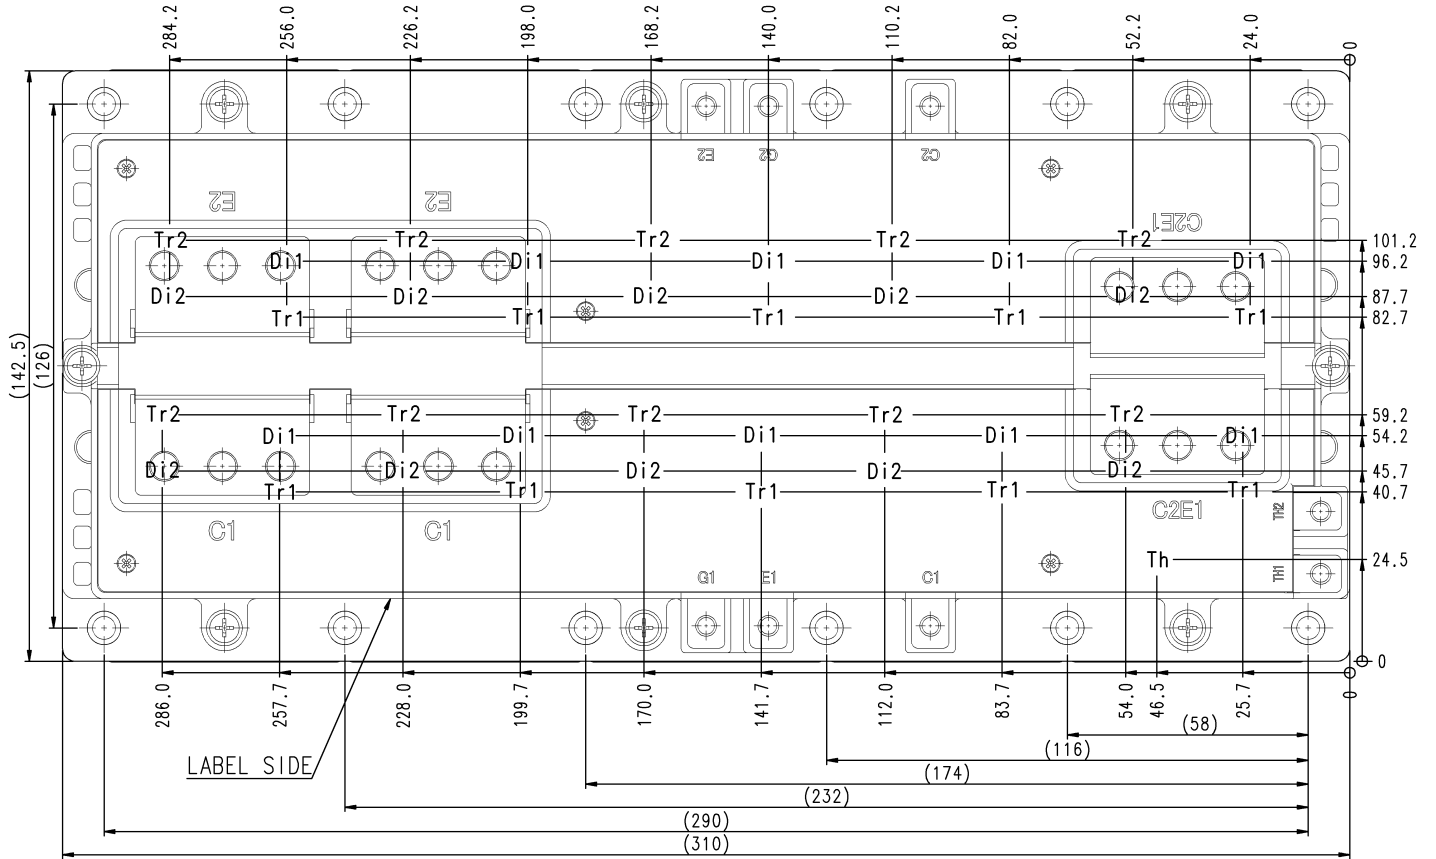 284.2 256.0 226.2 198.0 168.2 140.0 110.2 82.0 52.2 24.0 0
E2 G2 C2
E2 E2 C2E1
Tr2 Tr2 Tr2 Tr2 Tr2 101.2
Di1 Di1 Di1 Di1 Di1 96.2
Di2 Di2 Di2 Di2 Di2 87.7
Tr1 Tr1 Tr1 Tr1 Tr1 82.7
(142.5)
(126)
Tr2 Tr2 Tr2 Tr2 Tr2 59.2
Di1 Di1 Di1 Di1 Di1 54.2
Di2 Di2 Di2 Di2 Di2 45.7
Tr1 Tr1 Tr1 Tr1 Tr1 40.7
C1 C1 C2E1 TH2
Th 24.5
G1 E1 C1 TH1
0
286.0 257.7 228.0 199.7 170.0 141.7 112.0 83.7 54.0 46.5 25.7 0
(58)
(116)
LABEL SIDE
(174)
(232)
(290)
(310)